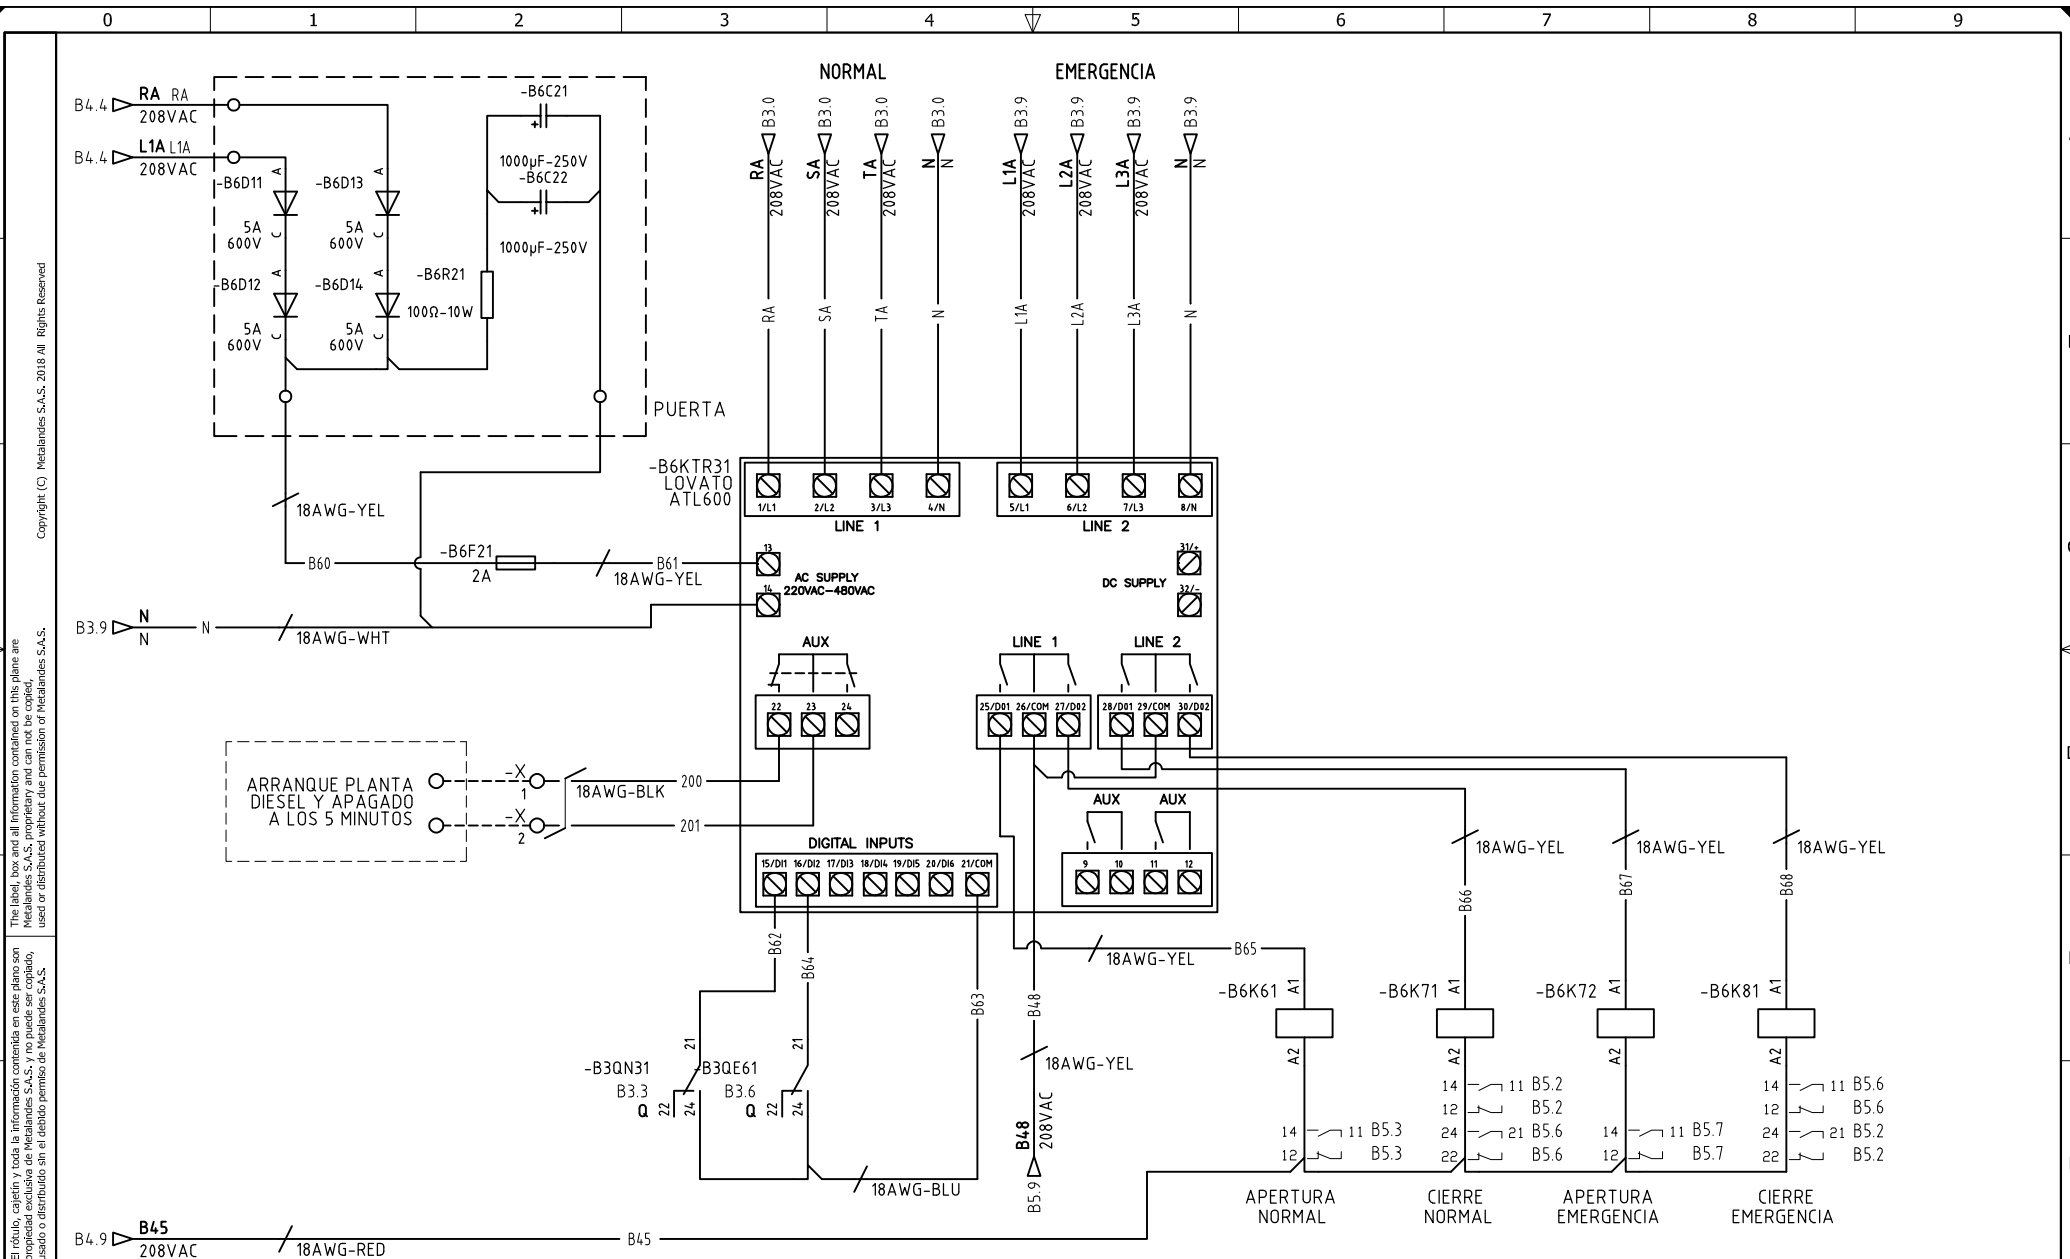 0 1 2 3 4 5 6 7 8 9
B4.4 RA RA
208VAC
B4.4 L1A L1A
208VAC
-B6D11
5A
600V
A
C
-B6D13
5A
600V
A
C
-B6D12
5A
600V
A
C
-B6D14
5A
600V
A
C
-B6C21
1000µF-250V
-B6C22
1000µF-250V
-B6R21
100Ω-10W
PUERTA
NORMAL
EMERGENCIA
B3.0 B3.0 B3.0 B3.0 B3.9 B3.9 B3.9 B3.9
RA SA TA N L1A L2A L3A N
208VAC 208VAC 208VAC N 208VAC 208VAC 208VAC N
RA SA TA N L1A L2A L3A N
-B6KTR31
LOVATO
ATL600
1/L1 2/L2 3/L3 4/N 5/L1 6/L2 7/L3 8/N
LINE 1
LINE 2
18AWG-YEL
B60
-B6F21
2A
B61
18AWG-YEL
13
14
AC SUPPLY
220VAC-480VAC
31/+
DC SUPPLY
32/-
B3.9 N
N
N
18AWG-WHT
AUX
LINE 1
LINE 2
22 23 24
25/D01 26/COM 27/D02
28/D01 29/COM 30/D02
ARRANQUE PLANTA
DIESEL Y APAGADO
A LOS 5 MINUTOS
-X
1
-X
2
18AWG-BLK
200
201
AUX AUX
9 10 11 12
DIGITAL INPUTS
15/DI1 16/DI2 17/DI3 18/DI4 19/DI5 20/DI6 21/COM
B62
B64
B63
B48
B65
18AWG-YEL
B66
18AWG-YEL
B67
18AWG-YEL
B68
18AWG-YEL
-B3QN31
B3.3
Q
21
22
24
-B3QE61
B3.6
Q
21
22
24
18AWG-BLU
18AWG-YEL
B48
208VAC
B5.9
-B6K61 A1
A2
14 11 B5.3
12 B5.3
APERTURA
NORMAL
-B6K71 A1
A2
14 11 B5.2
12 B5.2
24 21 B5.6
22 B5.6
CIERRE
NORMAL
-B6K72 A1
A2
14 11 B5.7
12 B5.7
APERTURA
EMERGENCIA
-B6K81 A1
A2
14 11 B5.6
12 B5.6
24 21 B5.2
22 B5.2
CIERRE
EMERGENCIA
B4.9 B45
208VAC
18AWG-RED
B45
Copyright (C) Metalandes S.A.S. 2018 All Rights Reserved
The label, box and all information contained on this plane are
Metalandes S.A.S. proprietary and can not be copied,
used or distributed without due permission of Metalandes S.A.S.
El rótulo, cajetín y toda la información contenida en este plano son
propiedad exclusiva de Metalandes S.A.S. y no puede ser copiado,
usado o distribuido sin el debido permiso de Metalandes S.A.S.